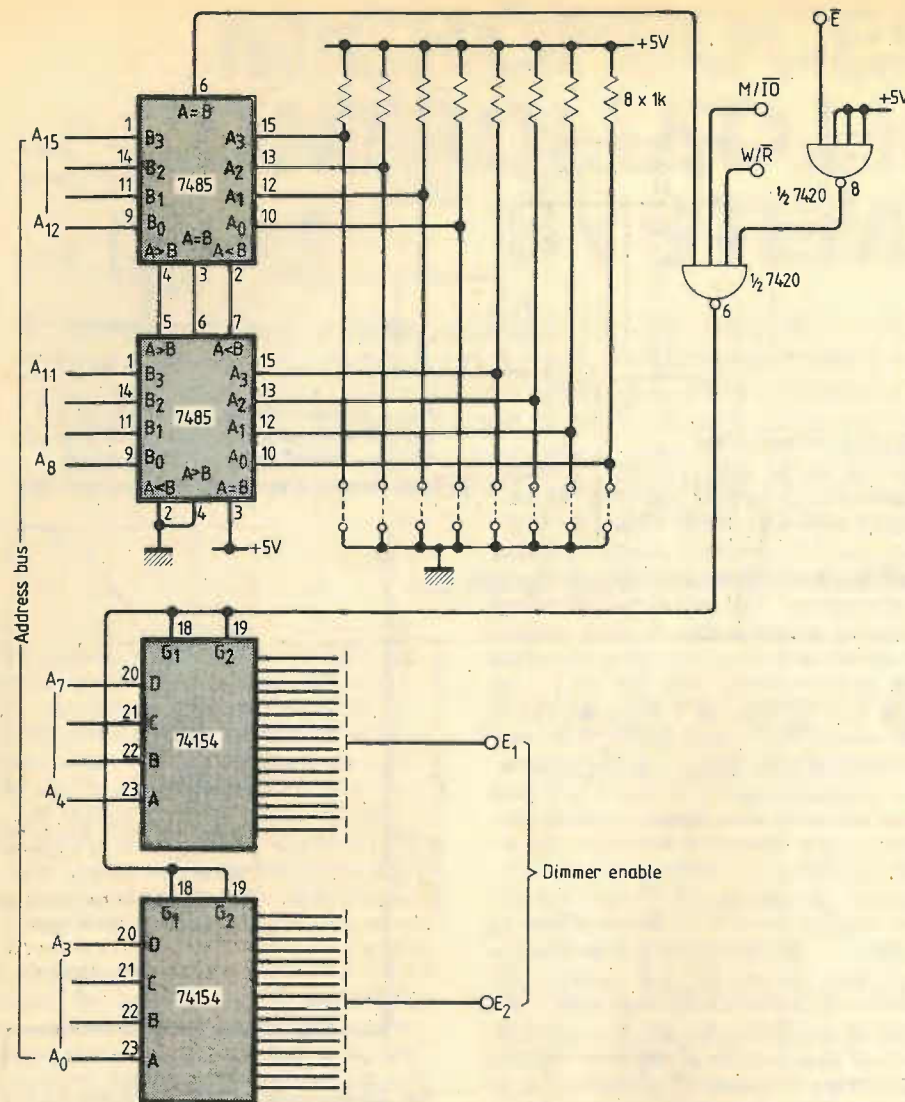 E̅
+5V
M/I̅O̅
+5V
W/R̅
8 x 1k
½ 7420
8
½ 7420
6
6
A=B
A15
1
B3
A3
15
14
B2
A2
13
7485
11
B1
A1
12
A12
9
B0
A0
10
A=B
A>B
A<B
4
3
2
5
6
7
A>B
A<B
A11
1
B3
A3
15
14
B2
A2
13
7485
11
B1
A1
12
A8
9
B0
A0
10
A>B
A<B
A=B
2
4
3
+5V
Address bus
18
19
G1
G2
A7
20
D
21
C
74154
22
B
A4
23
A
E1
Dimmer enable
18
19
G1
G2
A3
20
D
21
C
74154
22
B
E2
A0
23
A